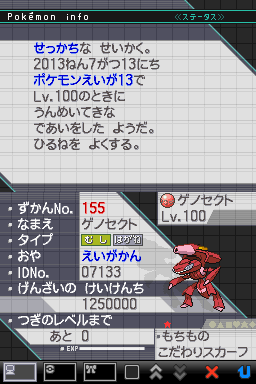 Pokémon info
≪ステータス≫
せっかちな せいかく。
2013ねん7がつ13にち
ポケモンえいが13で
Lv.100のときに
うんめいてきな
であいをした ようだ。
ひるねを よくする。
ずかんNo. 155
なまえ ゲノセクト
タイプ むし はがね
おや えいがかん
IDNo. 07133
げんざいの けいけんち
1250000
つぎのレベルまで
あと 0
EXP
ゲノセクト
Lv.100
もちもの
こだわりスカーフ